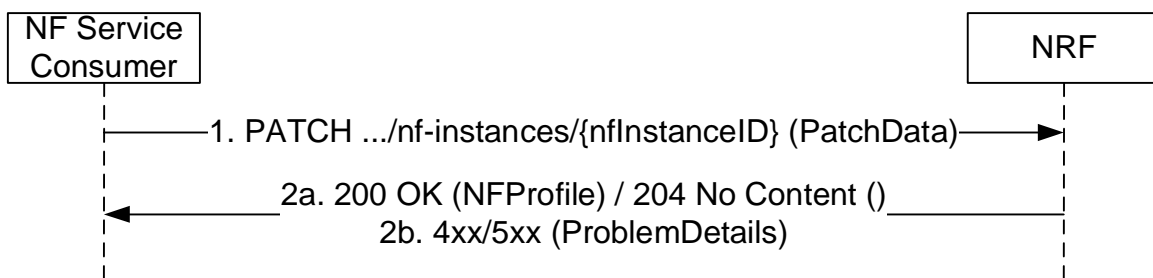 NF Service
Consumer
NRF
1. PATCH .../nf-instances/{nfInstanceID} (PatchData)
2a. 200 OK (NFProfile) / 204 No Content ()
2b. 4xx/5xx (ProblemDetails)